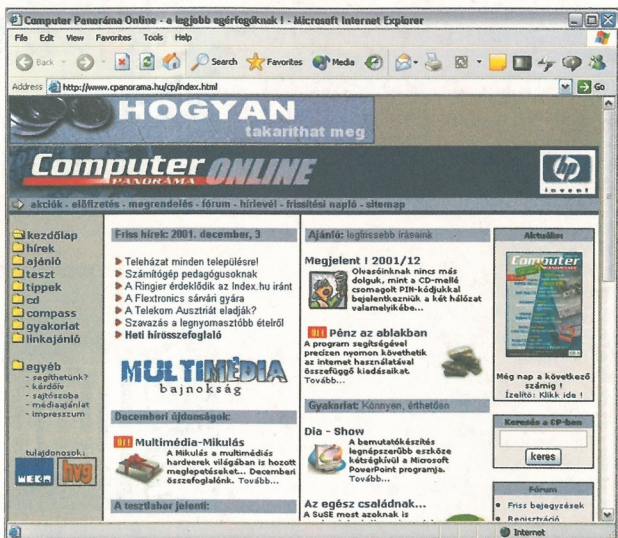 Computer Panoráma Online - a legjobb egérfogóknak ! - Microsoft Internet Explorer
File Edit View Favorites Tools Help
Back Search Favorites Media
Address http://www.cpanorama.hu/cp/index.html Go
HOGYAN
takaríthat meg
Computer ONLINE
PANORÁMA
hp
invent
akciók - előfizetés - megrendelés - fórum - hírlevél - frissítési napló - sitemap
kezdőlap
hírek
ajánló
teszt
tippek
cd
compass
gyakorlat
linkajánló
egyéb
- segíthetünk?
- kérdőív
- sajtószoba
- médiaajánlat
- impresszum
tulajdonosok:
WEKA hvg
Friss hírek: 2001. december, 3
Teleházat minden településre!
Számítógép pedagógusoknak
A Ringier érdeklődik az Index.hu iránt
A Flextronics sárvári gyára
A Telekom Austriát eladják?
Szavazás a legnyomasztóbb ételről
Heti hírösszefoglaló
MULTIMÉDIA
bajnokság
Decemberi újdonságok:
ÚJ! Multimédia-Mikulás
A Mikulás a multimédiás
hardverek világában is hozott
meglepetéseket... Decemberi
összefoglalónk. Tovább...
A tesztlabor jelenti:
Ajánló: legfrissebb írásaink
Megjelent ! 2001/12
Olvasóinknak nincs más
dolguk, mint a CD-mellé
csomagolt PIN-kódjukkal
bejelentkezniük a két hálózat
valamelyikébe...
ÚJ! Pénz az ablakban
A program segítségével
precízen nyomon követhetik
az internet használatával
összefüggő kiadásaikat.
Tovább...
Gyakorlat: Könnyen, érthetően
Dia - Show
A bemutatókészítés
legnépszerűbb eszköze
kétségkívül a Microsoft
PowerPoint programja.
Tovább...
Az egész családnak...
A SuSE most azoknak is
Aktuális:
Computer
Még nap a következő
számig !
Ízelítő: Klikk ide !
Keresés a CP-ben
keres
Fórum
Friss bejegyzések
Regisztráció
Internet